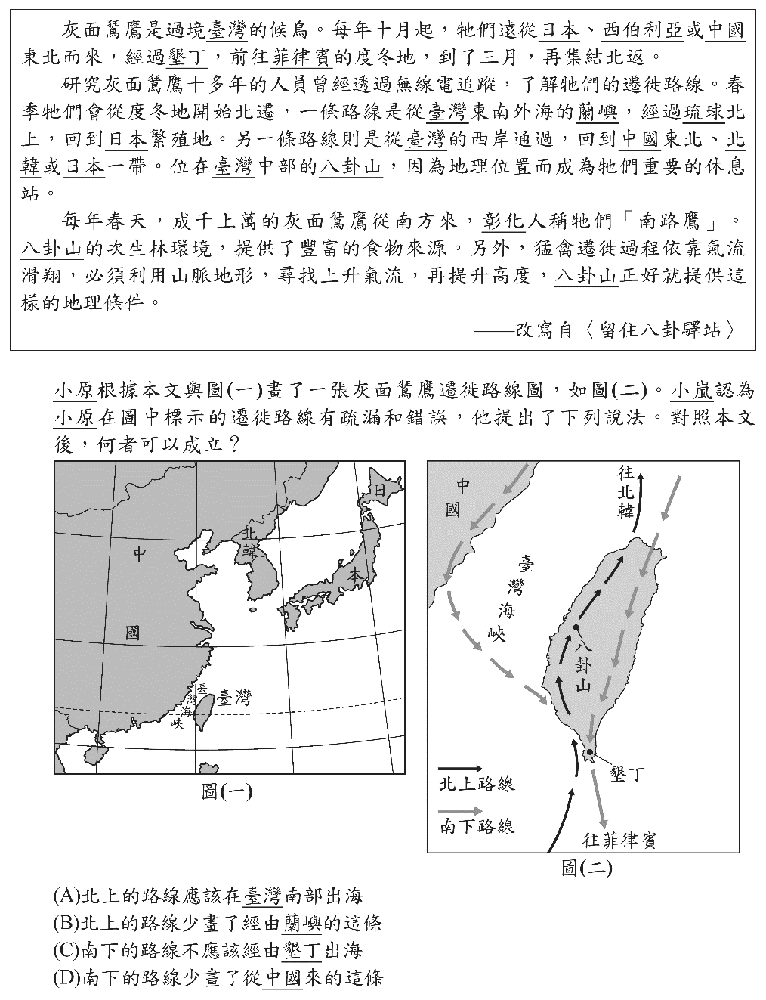 灰面鵟鷹是過境臺灣的候鳥。每年十月起，牠們遠從日本、西伯利亞或中國
東北而來，經過墾丁，前往菲律賓的度冬地，到了三月，再集結北返。
研究灰面鵟鷹十多年的人員曾經透過無線電追蹤，了解牠們的遷徙路線。春
季牠們會從度冬地開始北遷，一條路線是從臺灣東南外海的蘭嶼，經過琉球北
上，回到日本繁殖地。另一條路線則是從臺灣的西岸通過，回到中國東北、北
韓或日本一帶。位在臺灣中部的八卦山，因為地理位置而成為牠們重要的休息
站。
每年春天，成千上萬的灰面鵟鷹從南方來，彰化人稱牠們「南路鷹」。
八卦山的次生林環境，提供了豐富的食物來源。另外，猛禽遷徙過程依靠氣流
滑翔，必須利用山脈地形，尋找上升氣流，再提升高度，八卦山正好就提供這
樣的地理條件。
——改寫自〈留住八卦驛站〉
小原根據本文與圖(一)畫了一張灰面鵟鷹遷徙路線圖，如圖(二)。小嵐認為
小原在圖中標示的遷徙路線有疏漏和錯誤，他提出了下列說法。對照本文
後，何者可以成立？
日
本
北韓
中
國
臺灣
臺灣海峽
圖(一)
中國
往北韓
臺灣海峽
八卦山
墾丁
北上路線
南下路線
往菲律賓
圖(二)
(A)北上的路線應該在臺灣南部出海
(B)北上的路線少畫了經由蘭嶼的這條
(C)南下的路線不應該經由墾丁出海
(D)南下的路線少畫了從中國來的這條